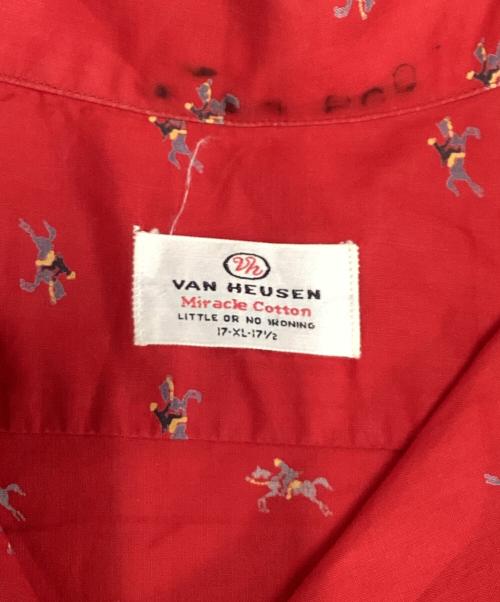 Vh
VAN HEUSEN
Miracle Cotton
LITTLE OR NO IRONING
17-XL-17½